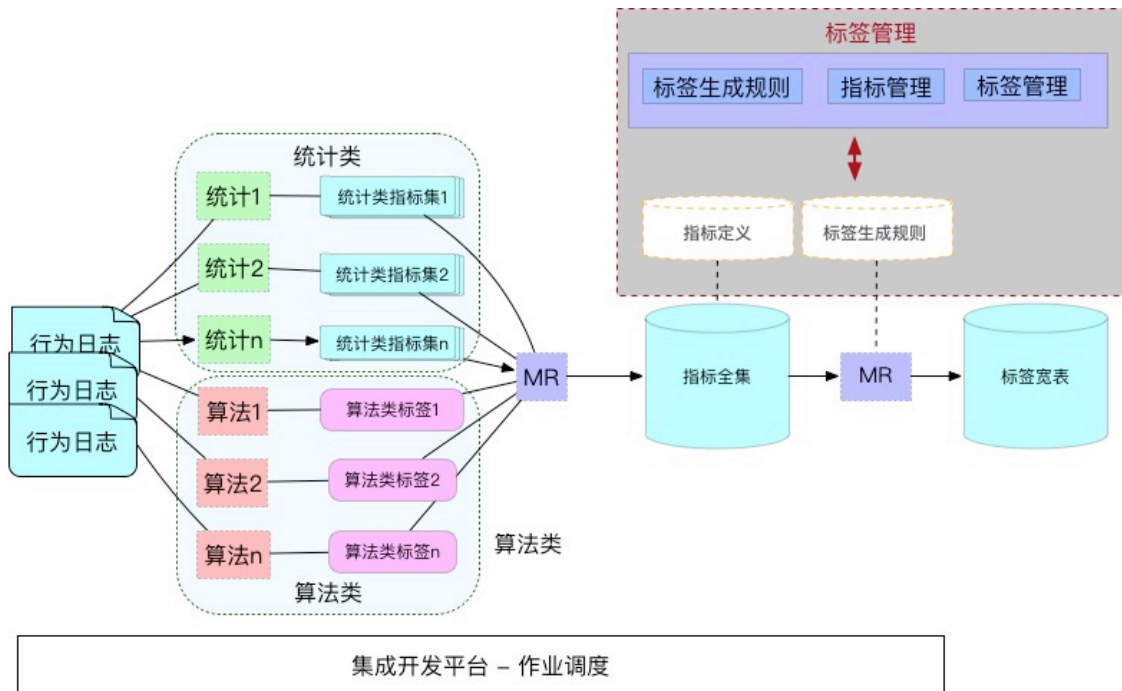 标签管理
标签生成规则
指标管理
标签管理
指标定义
标签生成规则
统计类
统计1
统计类指标集1
统计2
统计类指标集2
统计n
统计类指标集n
行为日志
行为日志
行为日志
算法1
算法类标签1
算法2
算法类标签2
算法n
算法类标签n
算法类
算法类
MR
指标全集
MR
标签宽表
集成开发平台 – 作业调度